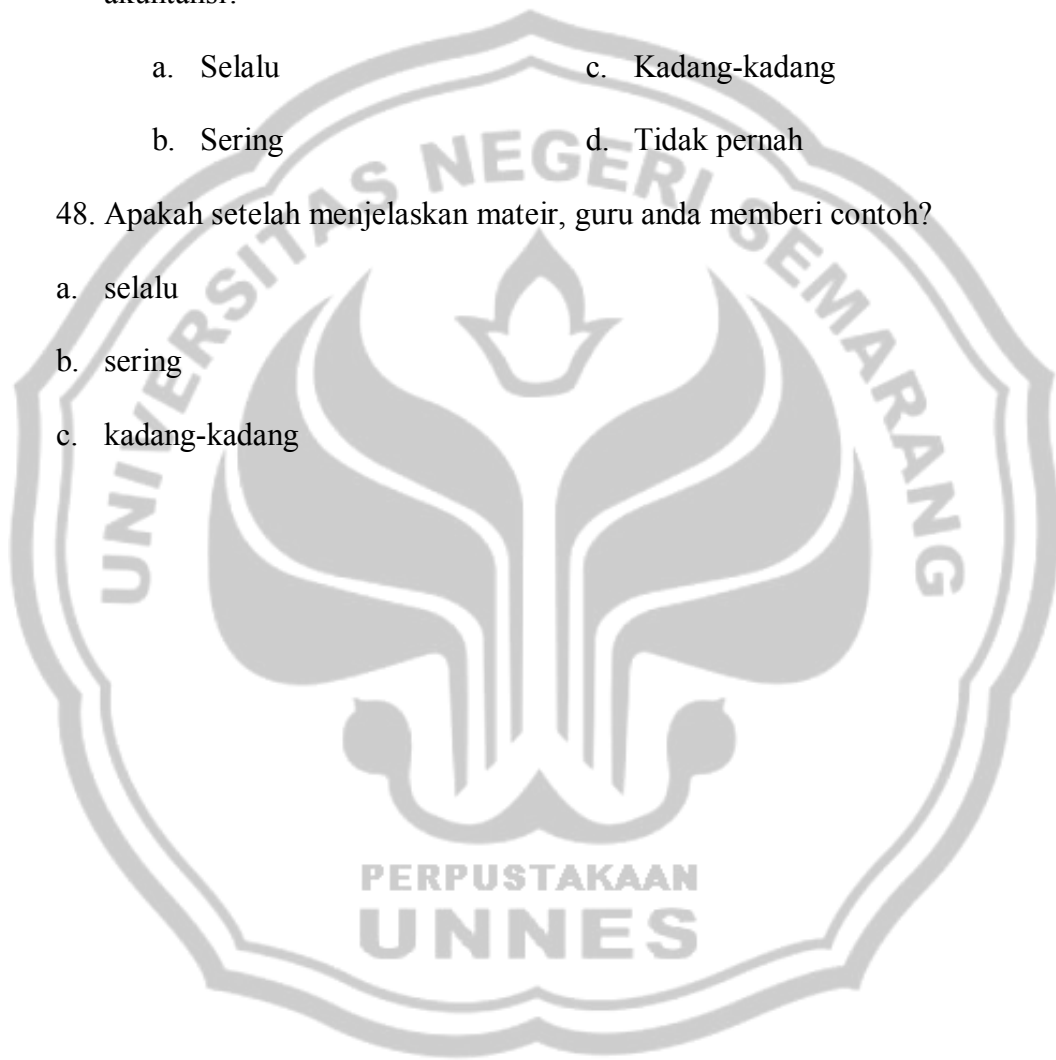 akuntansi?
a. Selalu
c. Kadang-kadang
b. Sering
d. Tidak pernah
48. Apakah setelah menjelaskan mateir, guru anda memberi contoh?
a. selalu
b. sering
c. kadang-kadang
UNIVERSITAS NEGERI SEMARANG
PERPUSTAKAAN
UNNES